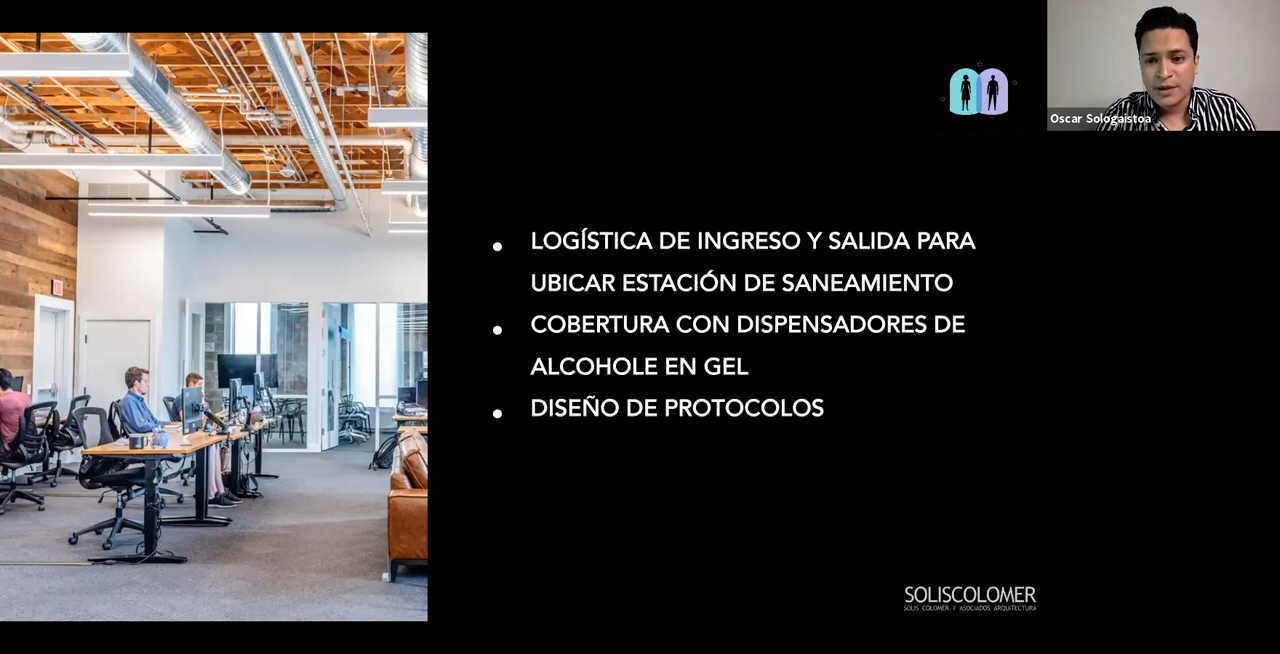 Oscar Sologaistoa
LOGÍSTICA DE INGRESO Y SALIDA PARA
UBICAR ESTACIÓN DE SANEAMIENTO
COBERTURA CON DISPENSADORES DE
ALCOHOLE EN GEL
DISEÑO DE PROTOCOLOS
SOLISCOLOMER
SOLIS COLOMER Y ASOCIADOS ARQUITECTURA